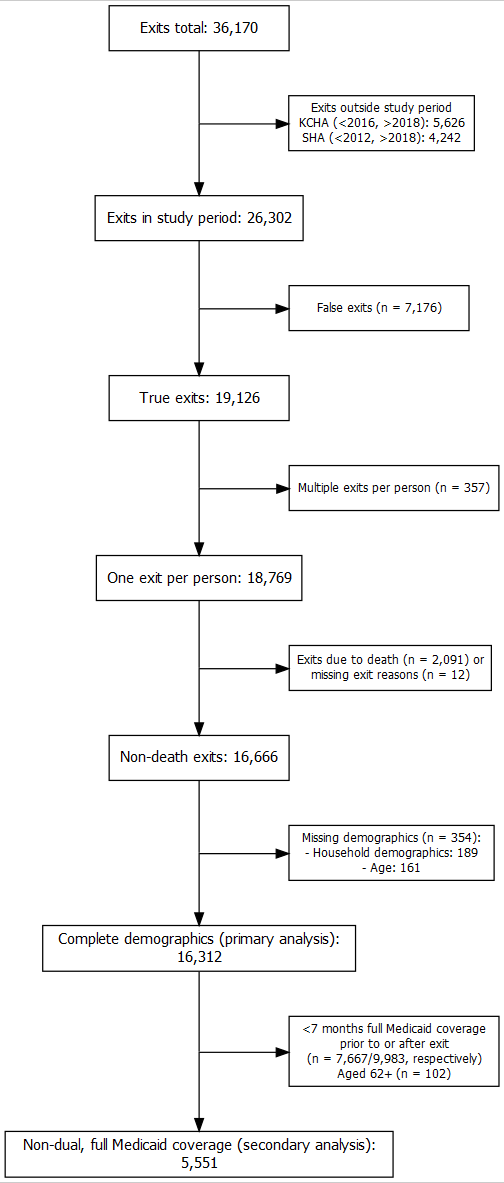 Exits total: 36,170
Exits outside study period
KCHA (<2016, >2018): 5,626
SHA (<2012, >2018): 4,242
Exits in study period: 26,302
False exits (n = 7,176)
True exits: 19,126
Multiple exits per person (n = 357)
One exit per person: 18,769
Exits due to death (n = 2,091) or
missing exit reasons (n = 12)
Non-death exits: 16,666
Missing demographics (n = 354):
- Household demographics: 189
- Age: 161
Complete demographics (primary analysis):
16,312
<7 months full Medicaid coverage
prior to or after exit
(n = 7,667/9,983, respectively)
Aged 62+ (n = 102)
Non-dual, full Medicaid coverage (secondary analysis):
5,551